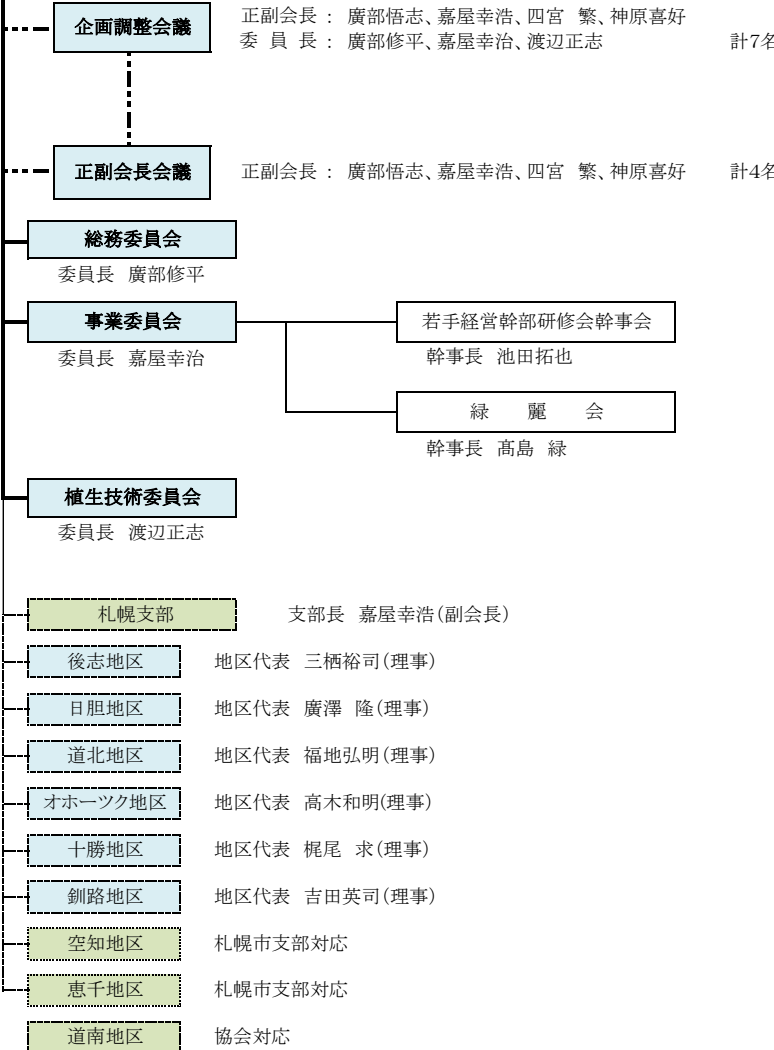 企画調整会議 正副会長 : 廣部悟志、嘉屋幸浩、四宮 繁、神原喜好
委 員 長 : 廣部修平、嘉屋幸治、渡辺正志 計7名
正副会長会議 正副会長 : 廣部悟志、嘉屋幸浩、四宮 繁、神原喜好 計4名
総務委員会
委員長 廣部修平
事業委員会 若手経営幹部研修会幹事会
委員長 嘉屋幸治 幹事長 池田拓也
緑 麗 会
幹事長 髙島 緑
植生技術委員会
委員長 渡辺正志
札幌支部 支部長 嘉屋幸浩(副会長)
後志地区 地区代表 三栖裕司(理事)
日胆地区 地区代表 廣澤 隆(理事)
道北地区 地区代表 福地弘明(理事)
オホーツク地区 地区代表 高木和明(理事)
十勝地区 地区代表 梶尾 求(理事)
釧路地区 地区代表 吉田英司(理事)
空知地区 札幌市支部対応
恵千地区 札幌市支部対応
道南地区 協会対応